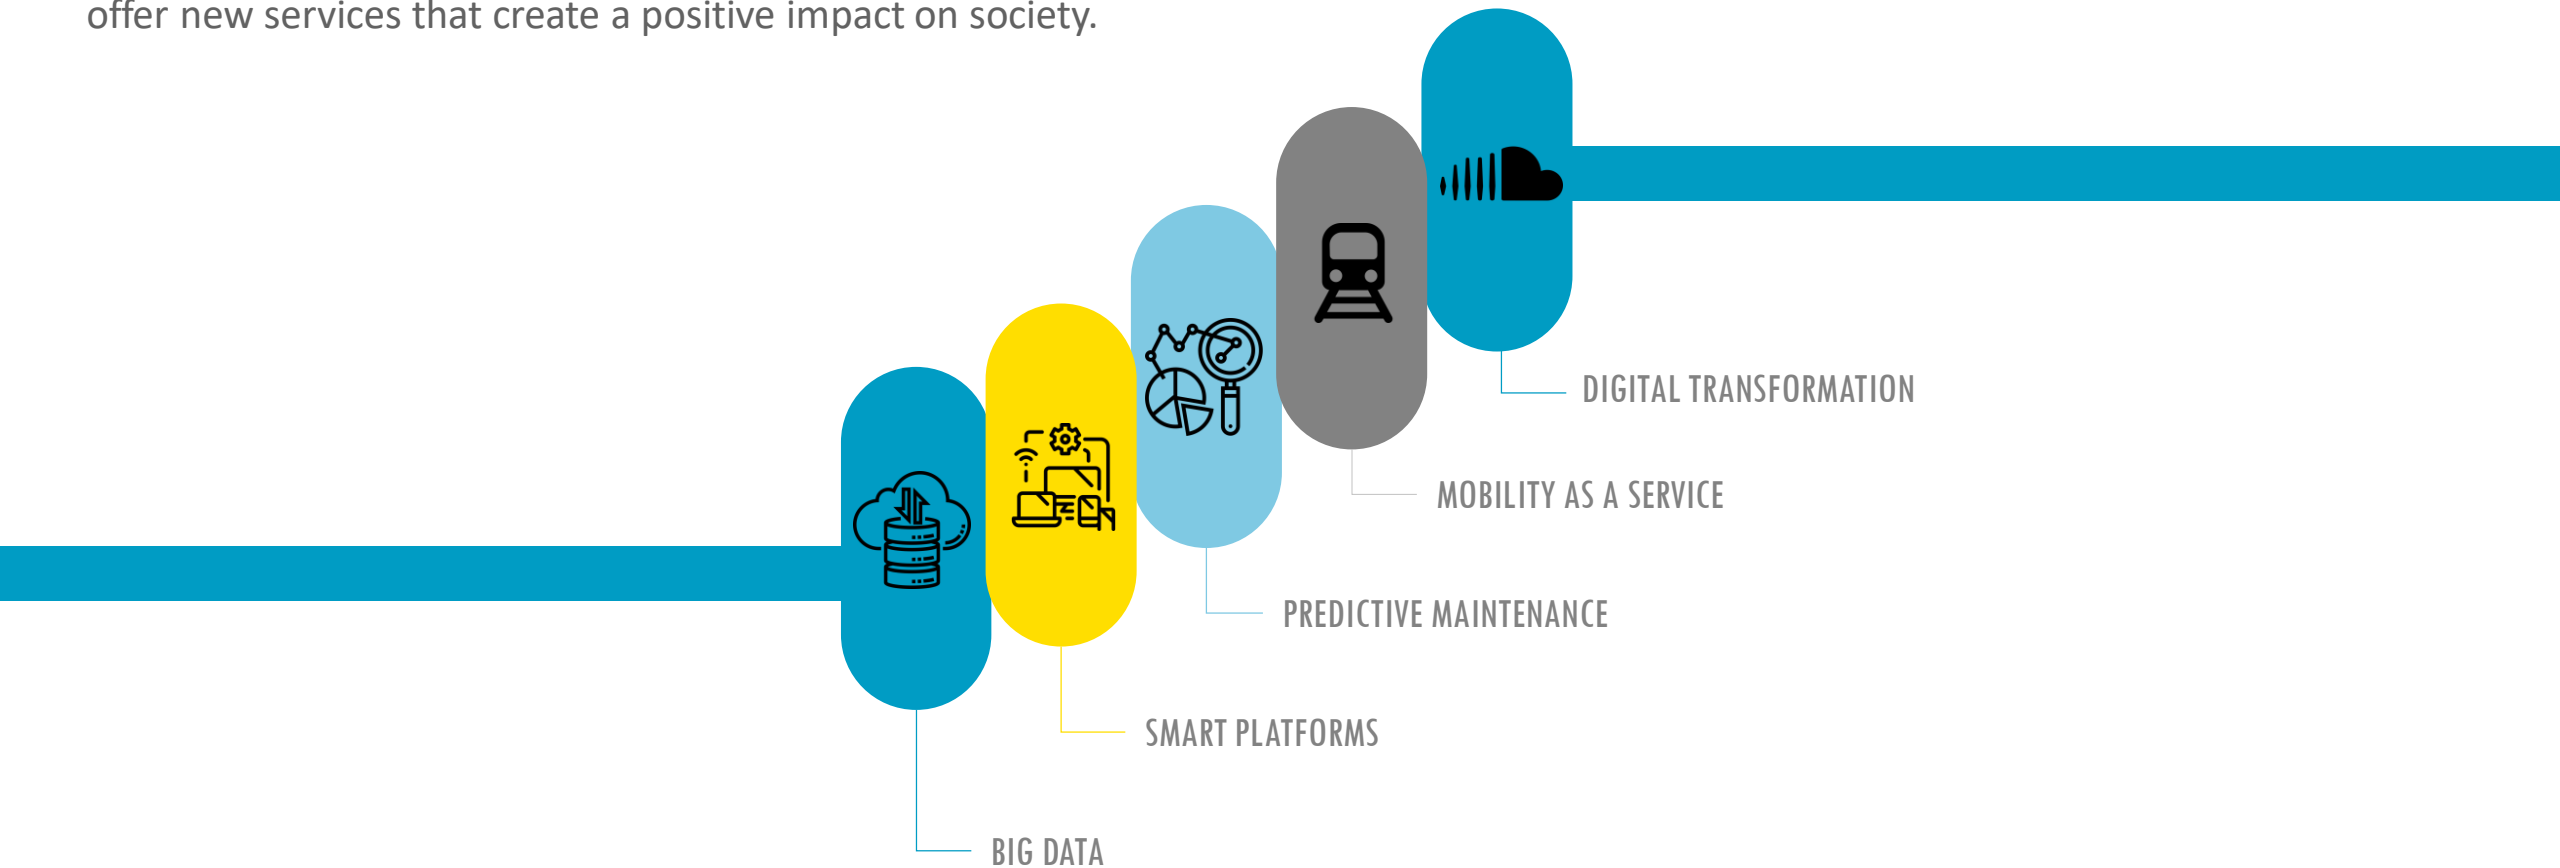 offer new services that create a positive impact on society.
DIGITAL TRANSFORMATION
MOBILITY AS A SERVICE
PREDICTIVE MAINTENANCE
SMART PLATFORMS
BIG DATA